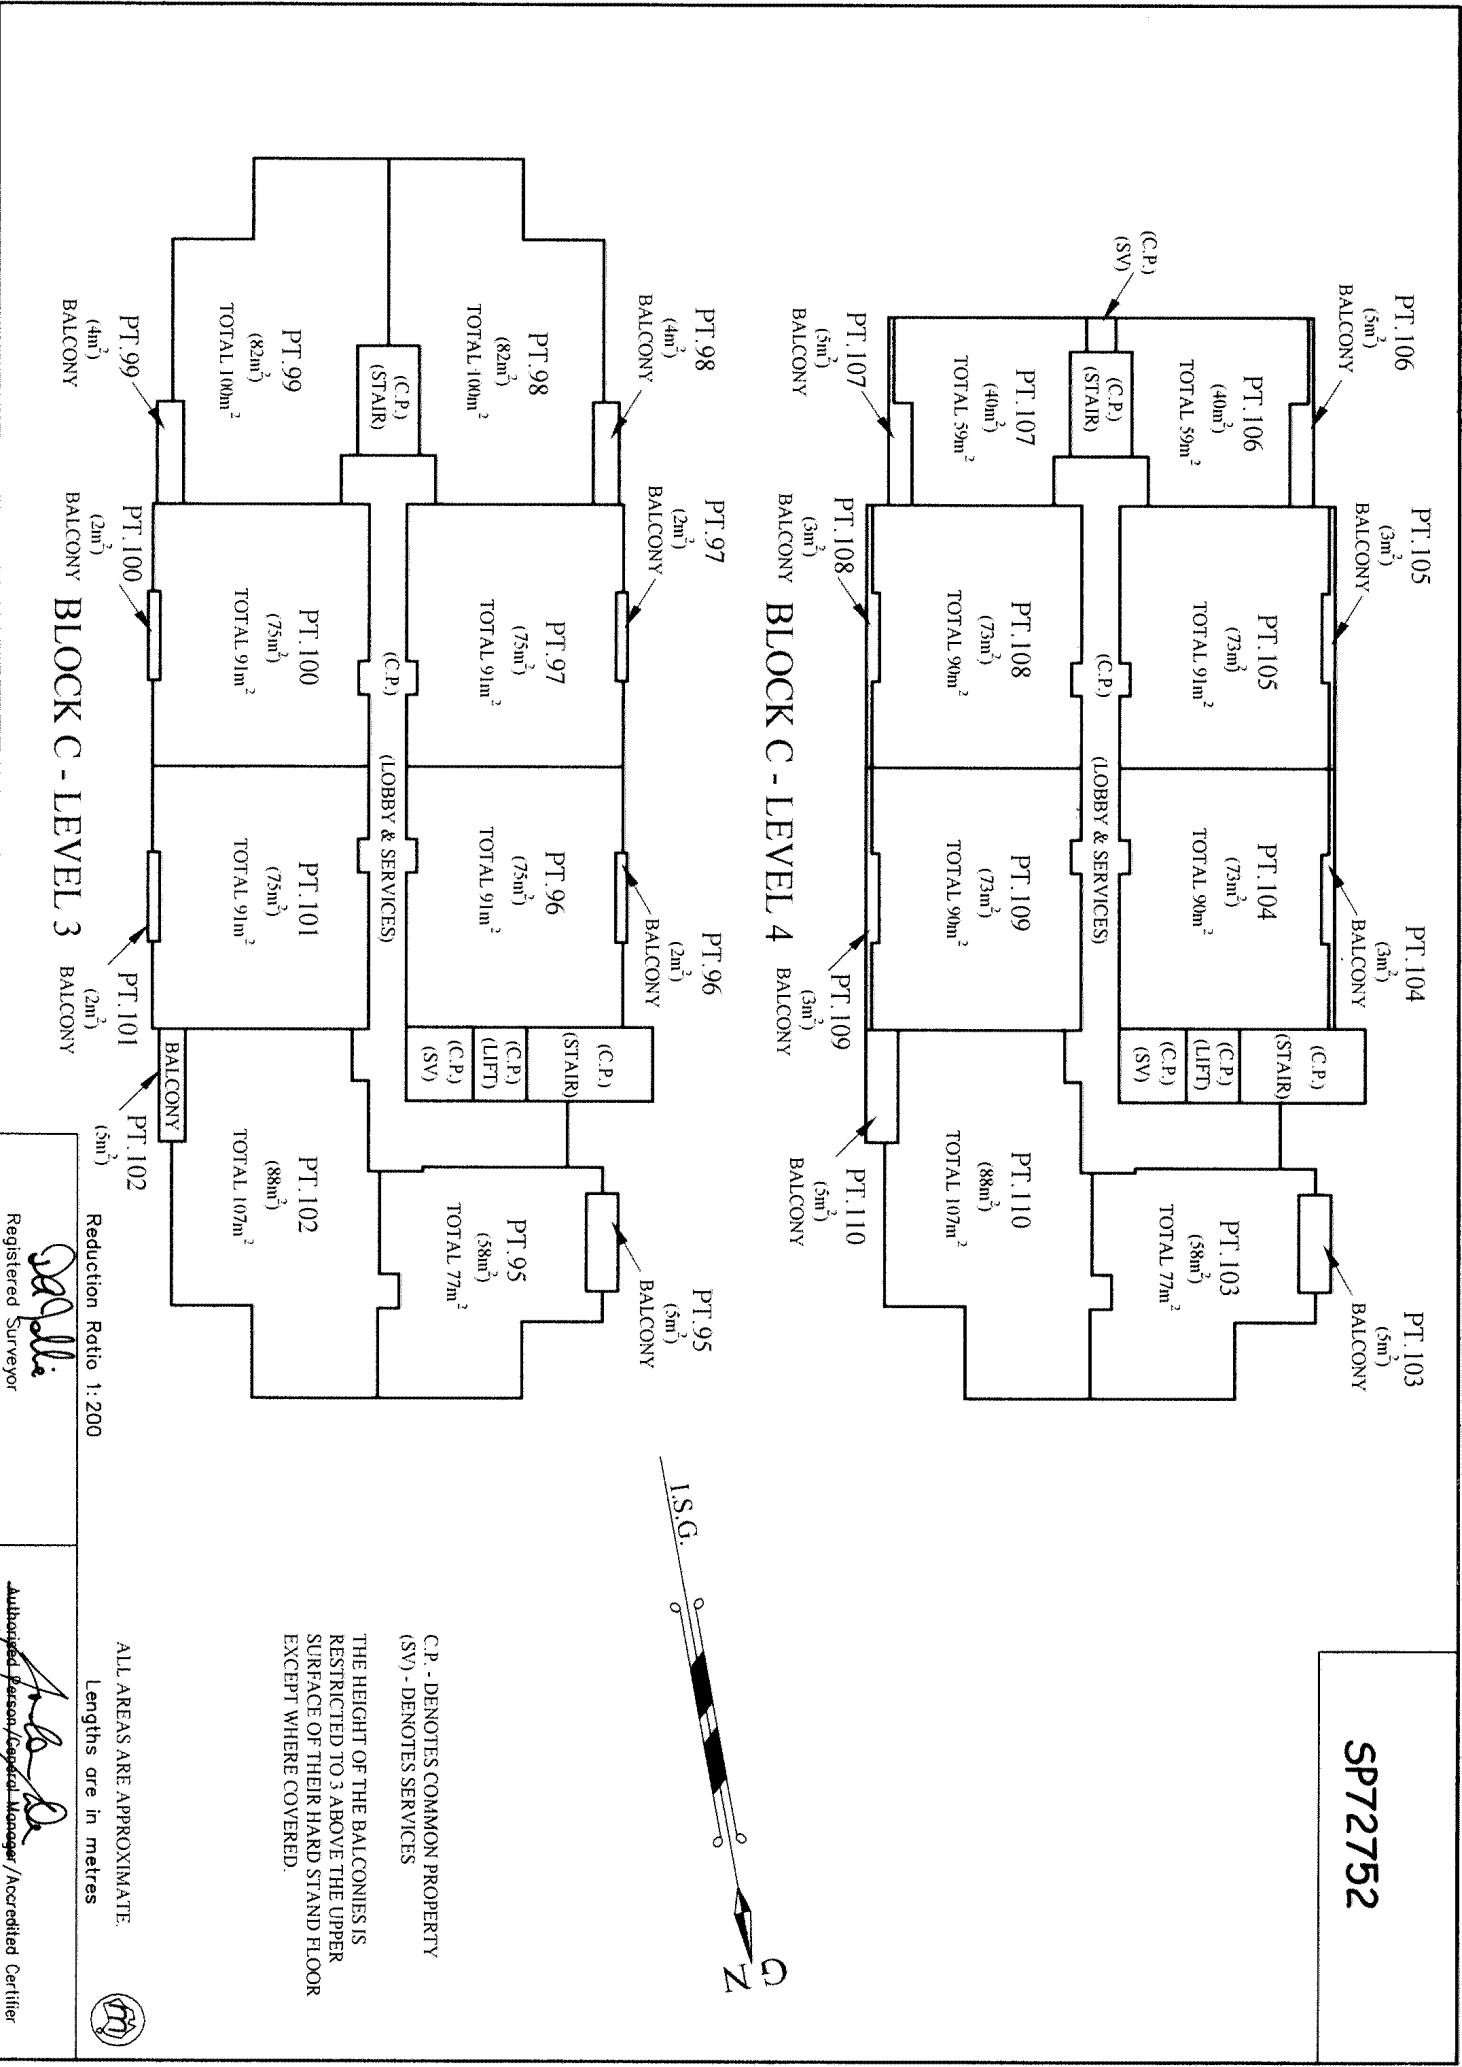 SP72752
PT.106
(5m²)
BALCONY
PT.105
(3m²)
BALCONY
PT.104
(3m²)
BALCONY
PT.103
(5m²)
BALCONY
(C.P.)
(SV)
PT.106
(40m²)
TOTAL 59m²
PT.105
(73m²)
TOTAL 91m²
PT.104
(73m²)
TOTAL 90m²
(C.P.)
(STAIR)
(C.P.)
(LIFT)
(C.P.)
(SV)
PT.103
(58m²)
TOTAL 77m²
(C.P.)
(STAIR)
(C.P.)
(LOBBY & SERVICES)
PT.107
(40m²)
TOTAL 59m²
PT.108
(73m²)
TOTAL 90m²
PT.109
(73m²)
TOTAL 90m²
PT.110
(88m²)
TOTAL 107m²
PT.107
(5m²)
BALCONY
PT.108
(3m²)
BALCONY
PT.109
(3m²)
BALCONY
PT.110
(5m²)
BALCONY
BLOCK C - LEVEL 4
PT.98
(4m²)
BALCONY
PT.97
(2m²)
BALCONY
PT.96
(2m²)
BALCONY
PT.95
(5m²)
BALCONY
PT.98
(82m²)
TOTAL 100m²
PT.97
(75m²)
TOTAL 91m²
PT.96
(75m²)
TOTAL 91m²
(C.P.)
(STAIR)
(C.P.)
(LIFT)
(C.P.)
(SV)
PT.95
(58m²)
TOTAL 77m²
(C.P.)
(STAIR)
(C.P.)
(LOBBY & SERVICES)
PT.99
(82m²)
TOTAL 100m²
PT.100
(75m²)
TOTAL 91m²
PT.101
(75m²)
TOTAL 91m²
PT.102
(88m²)
TOTAL 107m²
BALCONY
PT.99
(4m²)
BALCONY
PT.100
(2m²)
BALCONY
PT.101
(2m²)
BALCONY
PT.102
(5m²)
BLOCK C - LEVEL 3
I.S.G.
G
N
C.P. - DENOTES COMMON PROPERTY
(SV) - DENOTES SERVICES
THE HEIGHT OF THE BALCONIES IS
RESTRICTED TO 3 ABOVE THE UPPER
SURFACE OF THEIR HARD STAND FLOOR
EXCEPT WHERE COVERED.
ALL AREAS ARE APPROXIMATE.
Reduction Ratio 1: 200
Lengths are in metres
Registered Surveyor
Authorised Person/General Manager/Accredited Certifier